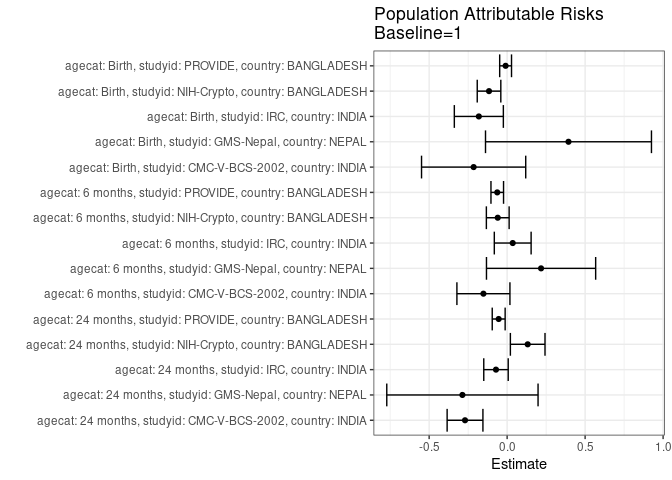 Population Attributable Risks
Baseline=1
agecat: Birth, studyid: PROVIDE, country: BANGLADESH
agecat: Birth, studyid: NIH-Crypto, country: BANGLADESH
agecat: Birth, studyid: IRC, country: INDIA
agecat: Birth, studyid: GMS-Nepal, country: NEPAL
agecat: Birth, studyid: CMC-V-BCS-2002, country: INDIA
agecat: 6 months, studyid: PROVIDE, country: BANGLADESH
agecat: 6 months, studyid: NIH-Crypto, country: BANGLADESH
agecat: 6 months, studyid: IRC, country: INDIA
agecat: 6 months, studyid: GMS-Nepal, country: NEPAL
agecat: 6 months, studyid: CMC-V-BCS-2002, country: INDIA
agecat: 24 months, studyid: PROVIDE, country: BANGLADESH
agecat: 24 months, studyid: NIH-Crypto, country: BANGLADESH
agecat: 24 months, studyid: IRC, country: INDIA
agecat: 24 months, studyid: GMS-Nepal, country: NEPAL
agecat: 24 months, studyid: CMC-V-BCS-2002, country: INDIA
-0.5 0.0 0.5 1.0
Estimate